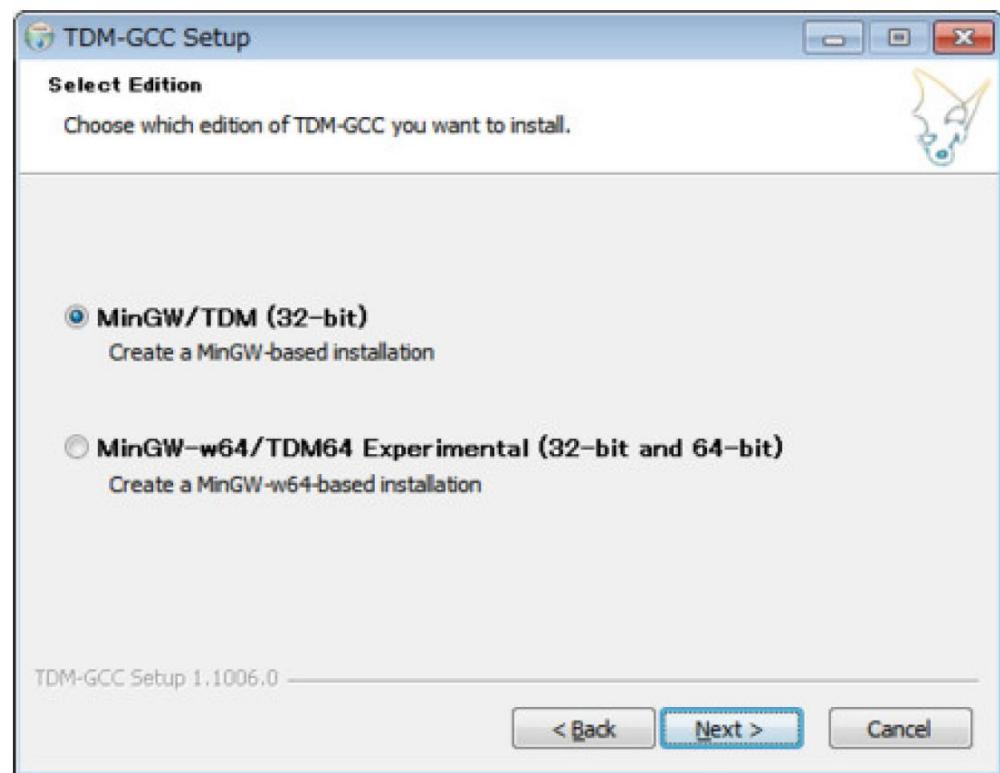 TDM-GCC Setup
Select Edition
Choose which edition of TDM-GCC you want to install.
MinGW/TDM (32-bit)
Create a MinGW-based installation
MinGW-w64/TDM64 Experimental (32-bit and 64-bit)
Create a MinGW-w64-based installation
TDM-GCC Setup 1.1006.0
< Back Next > Cancel